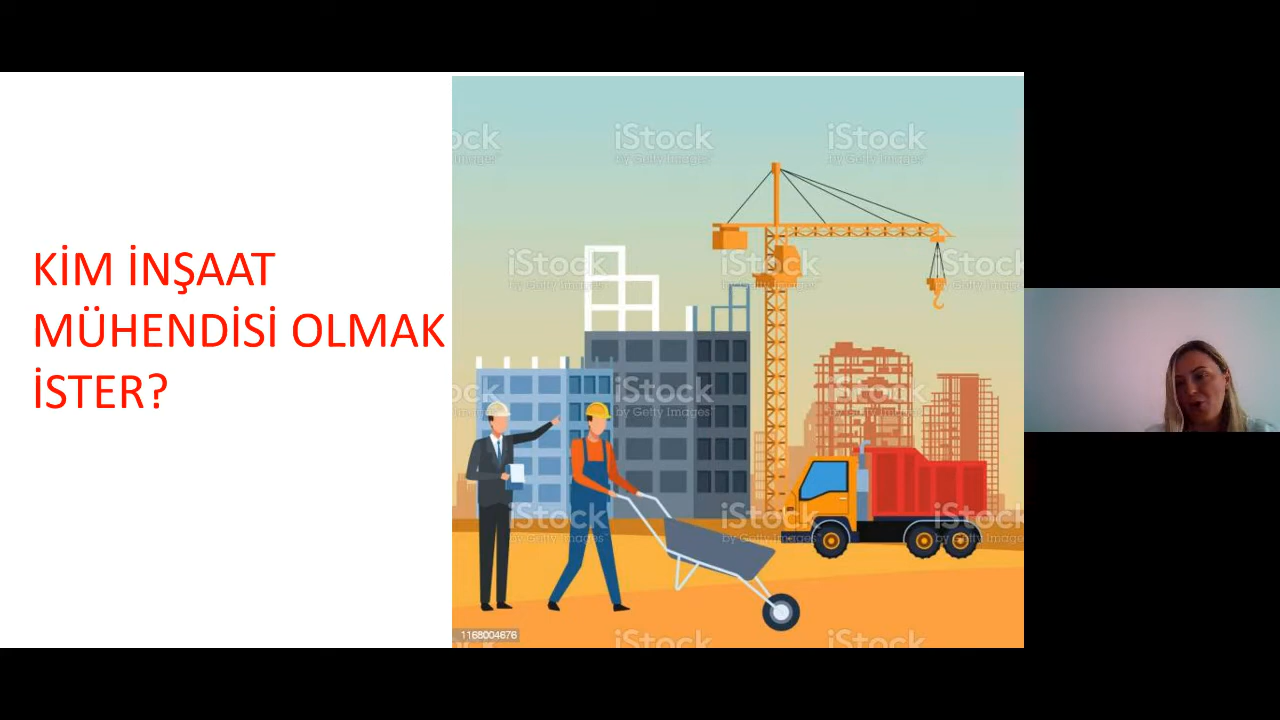 KİM İNŞAAT
MÜHENDİSİ OLMAK
İSTER?
iStock
by Getty Images
1168004676